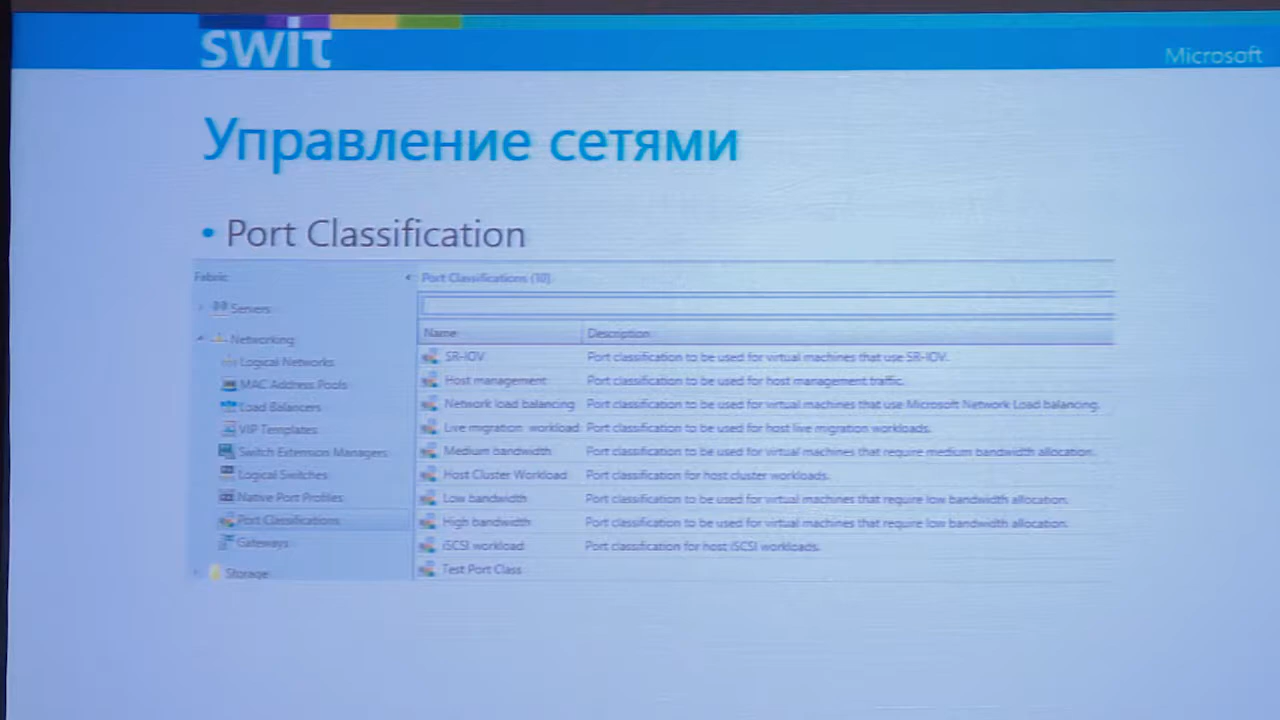 swit
Microsoft
Управление сетями
• Port Classification
Fabric
Port Classifications (10)
Servers
Networking
Logical Networks
MAC Address Pools
Load Balancers
VIP Templates
Switch Extension Managers
Logical Switches
Native Port Profiles
Port Classifications
Gateways
Storage
Name Description
SR-IOV Port classification to be used for virtual machines that use SR-IOV.
Host management Port classification to be used for host management traffic.
Network load balancing Port classification to be used for virtual machines that use Microsoft Network Load balancing.
Live migration workload Port classification to be used for host live migration workloads.
Medium bandwidth Port classification to be used for virtual machines that require medium bandwidth allocation.
Host Cluster Workload Port classification for host cluster workloads.
Low bandwidth Port classification to be used for virtual machines that require low bandwidth allocation.
High bandwidth Port classification to be used for virtual machines that require low bandwidth allocation.
iSCSI workload Port classification for host iSCSI workloads.
Test Port Class